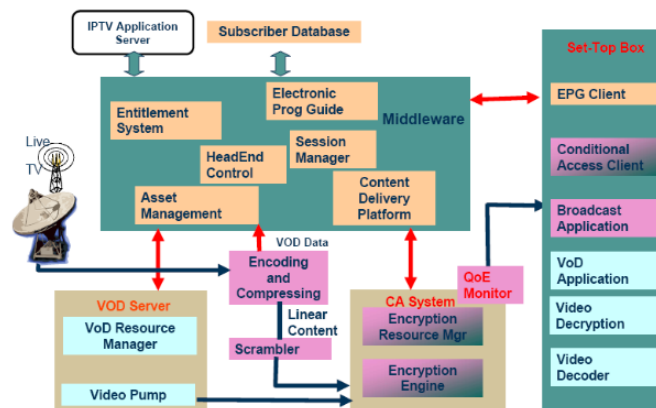 IPTV Application
Server
Subscriber Database
Set-Top Box
Electronic
Prog Guide
Middleware
EPG Client
Entitlement
System
Session
Manager
HeadEnd
Control
Conditional
Access Client
Live
TV
Asset
Management
Content
Delivery
Platform
Broadcast
Application
VOD Data
Encoding
and
Compressing
QoE
Monitor
VoD
Application
VOD Server
CA System
Linear
Content
VoD Resource
Manager
Encryption
Resource Mgr
Video
Decryption
Scrambler
Encryption
Engine
Video
Decoder
Video Pump